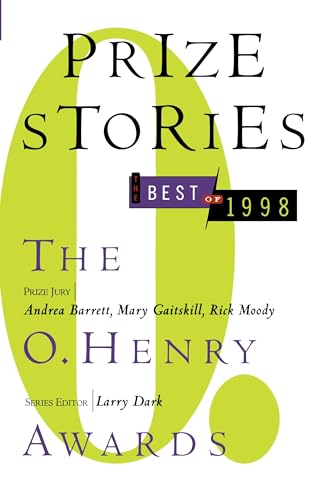 PRIZE
STORIES
THE BEST OF 1998
THE
PRIZE JURY
Andrea Barrett, Mary Gaitskill, Rick Moody
O. HENRY
SERIES EDITOR Larry Dark
AWARDS
O.